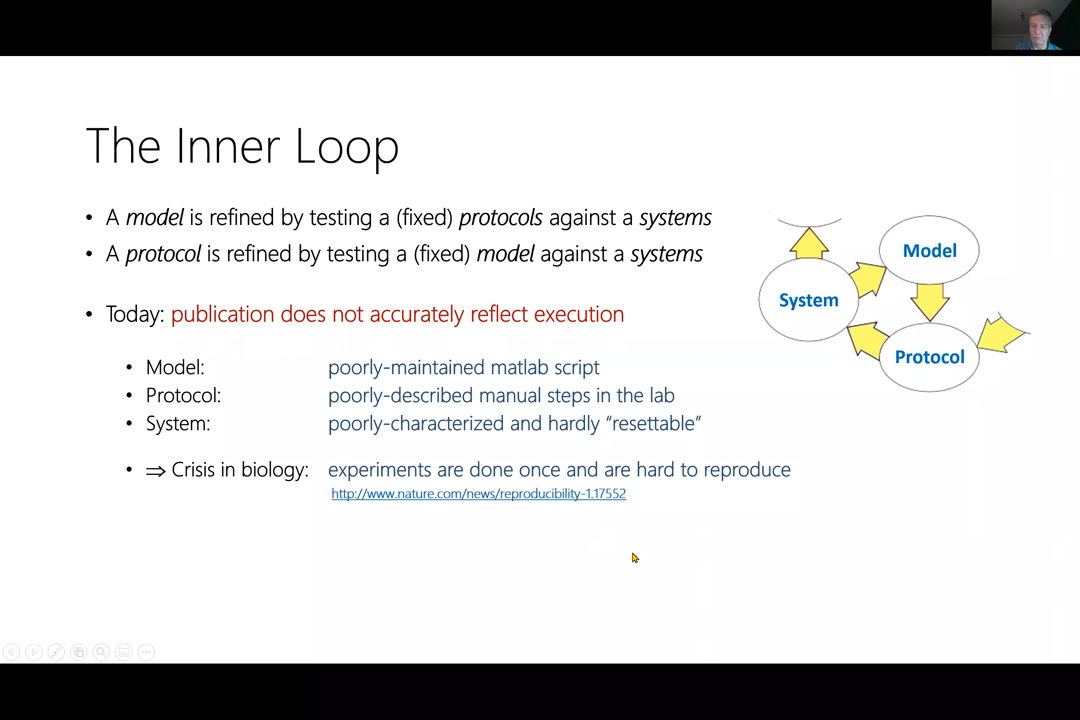 The Inner Loop
• A model is refined by testing a (fixed) protocols against a systems
• A protocol is refined by testing a (fixed) model against a systems
• Today: publication does not accurately reflect execution
• Model: poorly-maintained matlab script
• Protocol: poorly-described manual steps in the lab
• System: poorly-characterized and hardly “resettable”
• ⇒ Crisis in biology: experiments are done once and are hard to reproduce
http://www.nature.com/news/reproducibility-1.17552
Model
System
Protocol